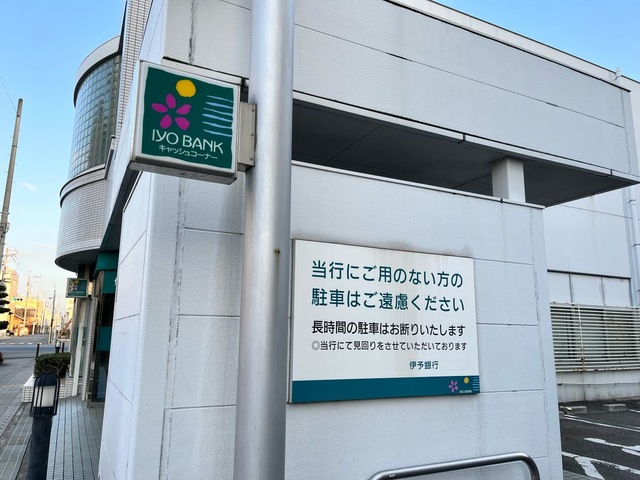 IYO BANK
キャッシュコーナー
当行にご用のない方の
駐車はご遠慮ください
長時間の駐車はお断りいたします
◎当行にて見回りをさせていただいております
伊予銀行
IYO BANK